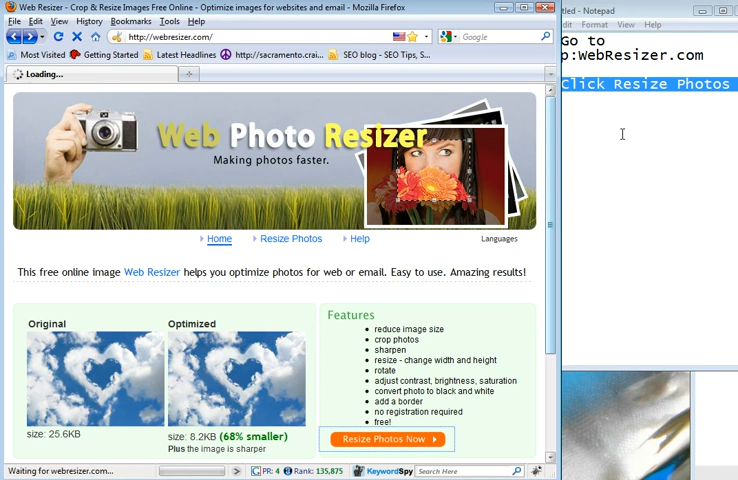 Web Resizer - Crop & Resize Images Free Online - Optimize images for websites and email - Mozilla Firefox
File Edit View History Bookmarks Tools Help
http://webresizer.com/
Google
Most Visited Getting Started Latest Headlines http://sacramento.crai... SEO blog - SEO Tips, S...
Loading...
Web Photo Resizer
Making photos faster.
Home Resize Photos Help
Languages
This free online image Web Resizer helps you optimize photos for web or email. Easy to use. Amazing results!
Original
size: 25.6KB
Optimized
size: 8.2KB (68% smaller)
Plus the image is sharper
Features
reduce image size
crop photos
sharpen
resize - change width and height
rotate
adjust contrast, brightness, saturation
convert photo to black and white
add a border
no registration required
free!
Resize Photos Now
Waiting for webresizer.com...
PR: 4 Rank: 135,875 KeywordSpy Search Here
tled - Notepad
dit Format View Help
Go to
p:WebResizer.com
Click Resize Photos